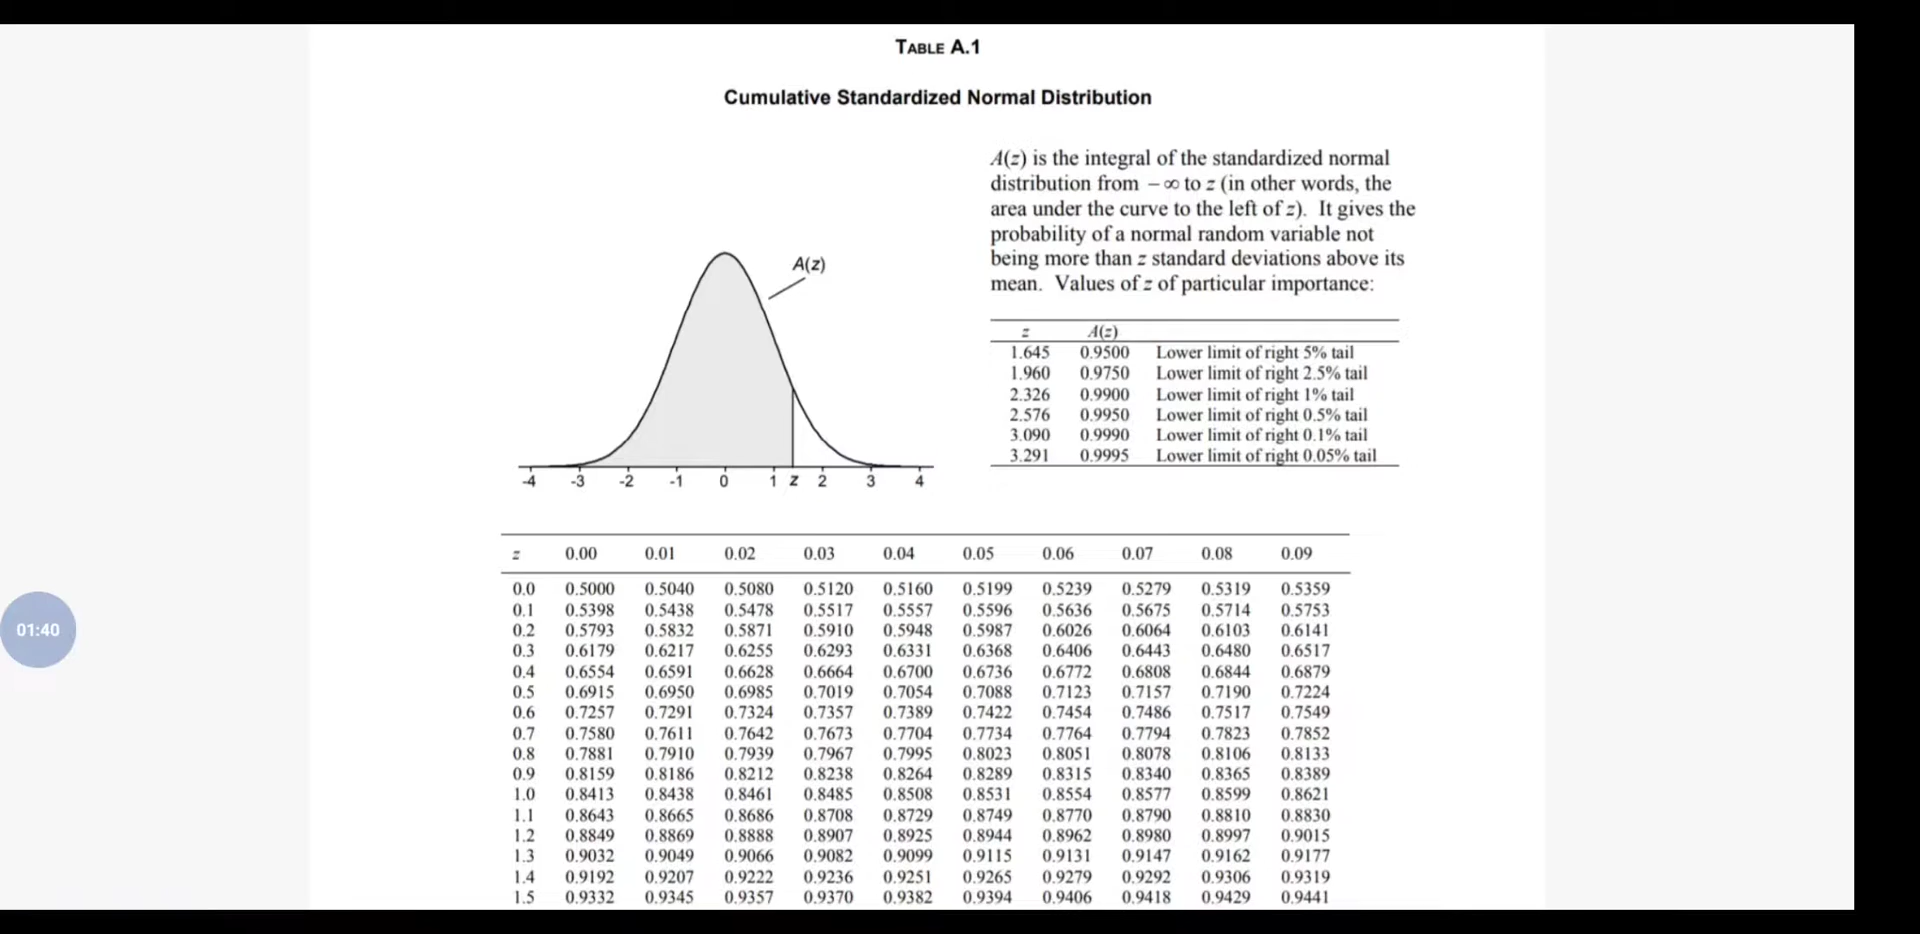 TABLE A.1
Cumulative Standardized Normal Distribution
A(z) is the integral of the standardized normal
distribution from −∞ to z (in other words, the
area under the curve to the left of z). It gives the
probability of a normal random variable not
being more than z standard deviations above its
mean. Values of z of particular importance:
A(z)
z A(z)
1.645 0.9500 Lower limit of right 5% tail
1.960 0.9750 Lower limit of right 2.5% tail
2.326 0.9900 Lower limit of right 1% tail
2.576 0.9950 Lower limit of right 0.5% tail
3.090 0.9990 Lower limit of right 0.1% tail
3.291 0.9995 Lower limit of right 0.05% tail
-4 -3 -2 -1 0 1 z 2 3 4
z 0.00 0.01 0.02 0.03 0.04 0.05 0.06 0.07 0.08 0.09
0.0 0.5000 0.5040 0.5080 0.5120 0.5160 0.5199 0.5239 0.5279 0.5319 0.5359
0.1 0.5398 0.5438 0.5478 0.5517 0.5557 0.5596 0.5636 0.5675 0.5714 0.5753
0.2 0.5793 0.5832 0.5871 0.5910 0.5948 0.5987 0.6026 0.6064 0.6103 0.6141
0.3 0.6179 0.6217 0.6255 0.6293 0.6331 0.6368 0.6406 0.6443 0.6480 0.6517
0.4 0.6554 0.6591 0.6628 0.6664 0.6700 0.6736 0.6772 0.6808 0.6844 0.6879
0.5 0.6915 0.6950 0.6985 0.7019 0.7054 0.7088 0.7123 0.7157 0.7190 0.7224
0.6 0.7257 0.7291 0.7324 0.7357 0.7389 0.7422 0.7454 0.7486 0.7517 0.7549
0.7 0.7580 0.7611 0.7642 0.7673 0.7704 0.7734 0.7764 0.7794 0.7823 0.7852
0.8 0.7881 0.7910 0.7939 0.7967 0.7995 0.8023 0.8051 0.8078 0.8106 0.8133
0.9 0.8159 0.8186 0.8212 0.8238 0.8264 0.8289 0.8315 0.8340 0.8365 0.8389
1.0 0.8413 0.8438 0.8461 0.8485 0.8508 0.8531 0.8554 0.8577 0.8599 0.8621
1.1 0.8643 0.8665 0.8686 0.8708 0.8729 0.8749 0.8770 0.8790 0.8810 0.8830
1.2 0.8849 0.8869 0.8888 0.8907 0.8925 0.8944 0.8962 0.8980 0.8997 0.9015
1.3 0.9032 0.9049 0.9066 0.9082 0.9099 0.9115 0.9131 0.9147 0.9162 0.9177
1.4 0.9192 0.9207 0.9222 0.9236 0.9251 0.9265 0.9279 0.9292 0.9306 0.9319
1.5 0.9332 0.9345 0.9357 0.9370 0.9382 0.9394 0.9406 0.9418 0.9429 0.9441
01:40